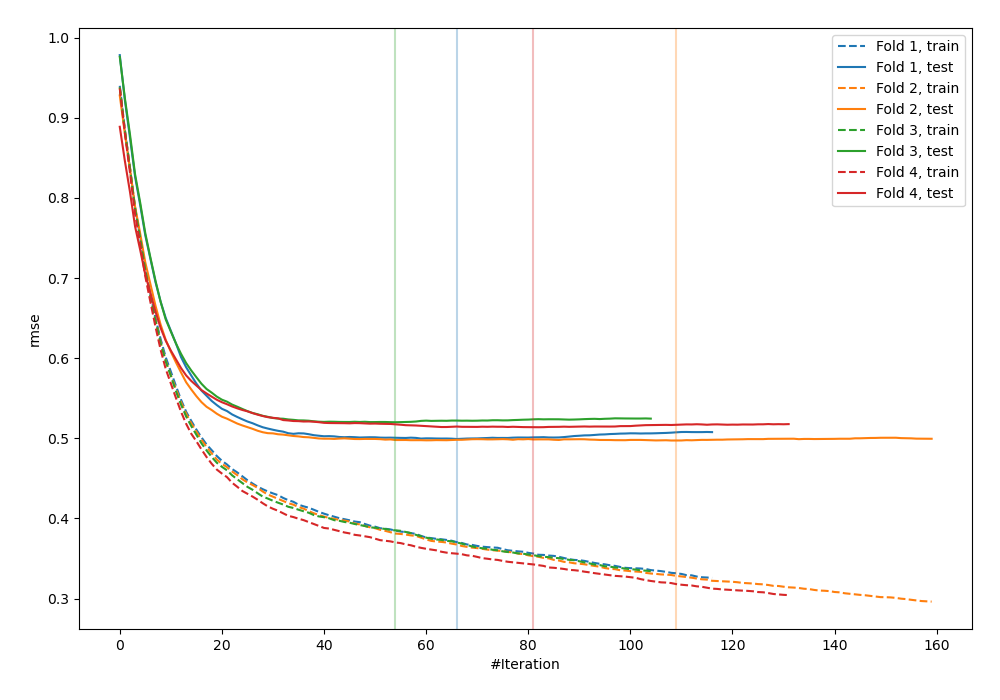 1.0
0.9
0.8
0.7
0.6
0.5
0.4
0.3
rmse
0
20
40
60
80
100
120
140
160
#Iteration
Fold 1, train
Fold 1, test
Fold 2, train
Fold 2, test
Fold 3, train
Fold 3, test
Fold 4, train
Fold 4, test